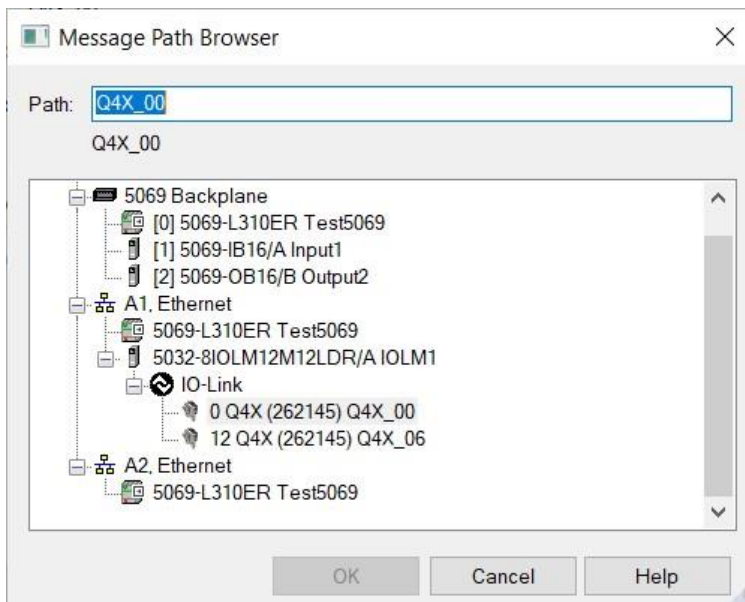 Message Path Browser
Path: Q4X_00
Q4X_00
5069 Backplane
[0] 5069-L310ER Test5069
[1] 5069-IB16/A Input1
[2] 5069-OB16/B Output2
A1, Ethernet
5069-L310ER Test5069
5032-8IOLM12M12LDR/A IOLM1
IO-Link
0 Q4X (262145) Q4X_00
12 Q4X (262145) Q4X_06
A2, Ethernet
5069-L310ER Test5069
OK Cancel Help